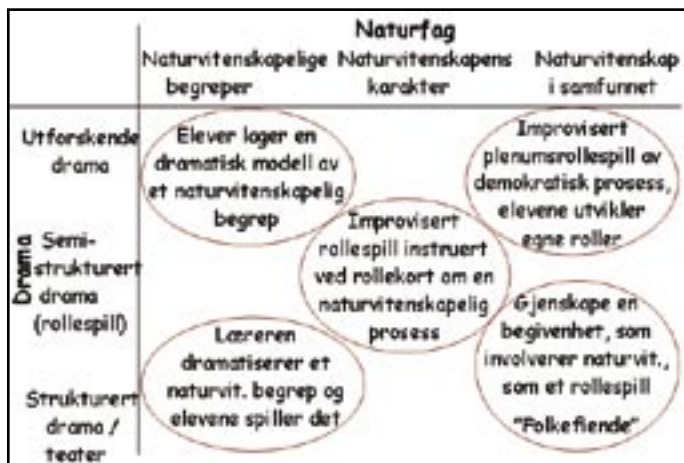 Naturfag
Naturvitenskapelige
begreper
Naturvitenskapens
karakter
Naturvitenskap
i samfunnet
Drama
Utforskende
drama
Elever lager en
dramatisk modell av
et naturvitenskapelig
begrep
Improvisert
plenumsrollespill av
demokratisk prosess,
elevene utvikler
egne roller
Semi-
strukturert
drama
(rollespill)
Improvisert
rollespill instruert
ved rollekort om en
naturvitenskapelig
prosess
Strukturert
drama /
teater
Læreren
dramatiserer et
naturvit. begrep og
elevene spiller det
Gjenskape en
begivenhet, som
involverer naturvit.,
som et rollespill
"Folkefiende"